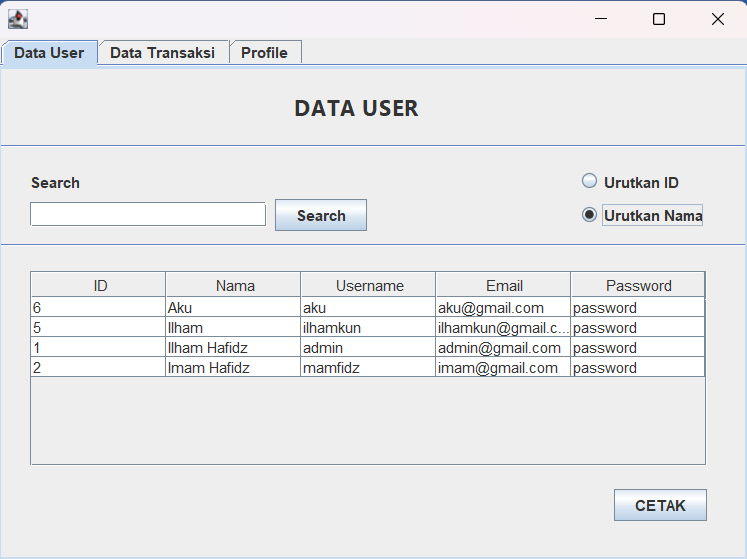 Data User Data Transaksi Profile
DATA USER
Search
Urutkan ID
Search
Urutkan Nama
ID Nama Username Email Password
6 Aku aku aku@gmail.com password
5 Ilham ilhamkun ilhamkun@gmail.c... password
1 Ilham Hafidz admin admin@gmail.com password
2 Imam Hafidz mamfidz imam@gmail.com password
CETAK